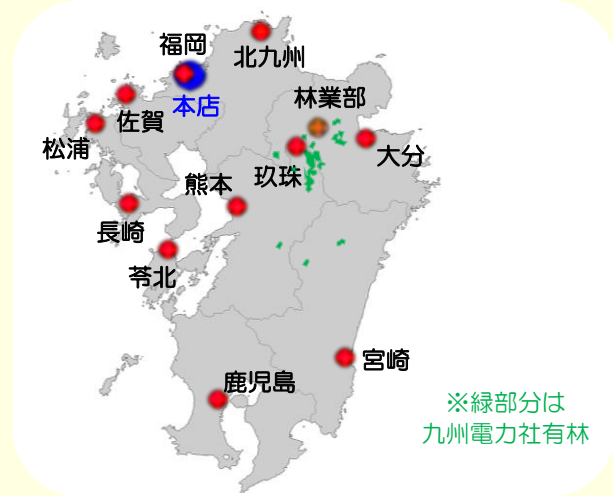 福岡
北九州
本店
林業部
佐賀
松浦
大分
玖珠
熊本
長崎
苓北
宮崎
鹿児島
※緑部分は
九州電力社有林